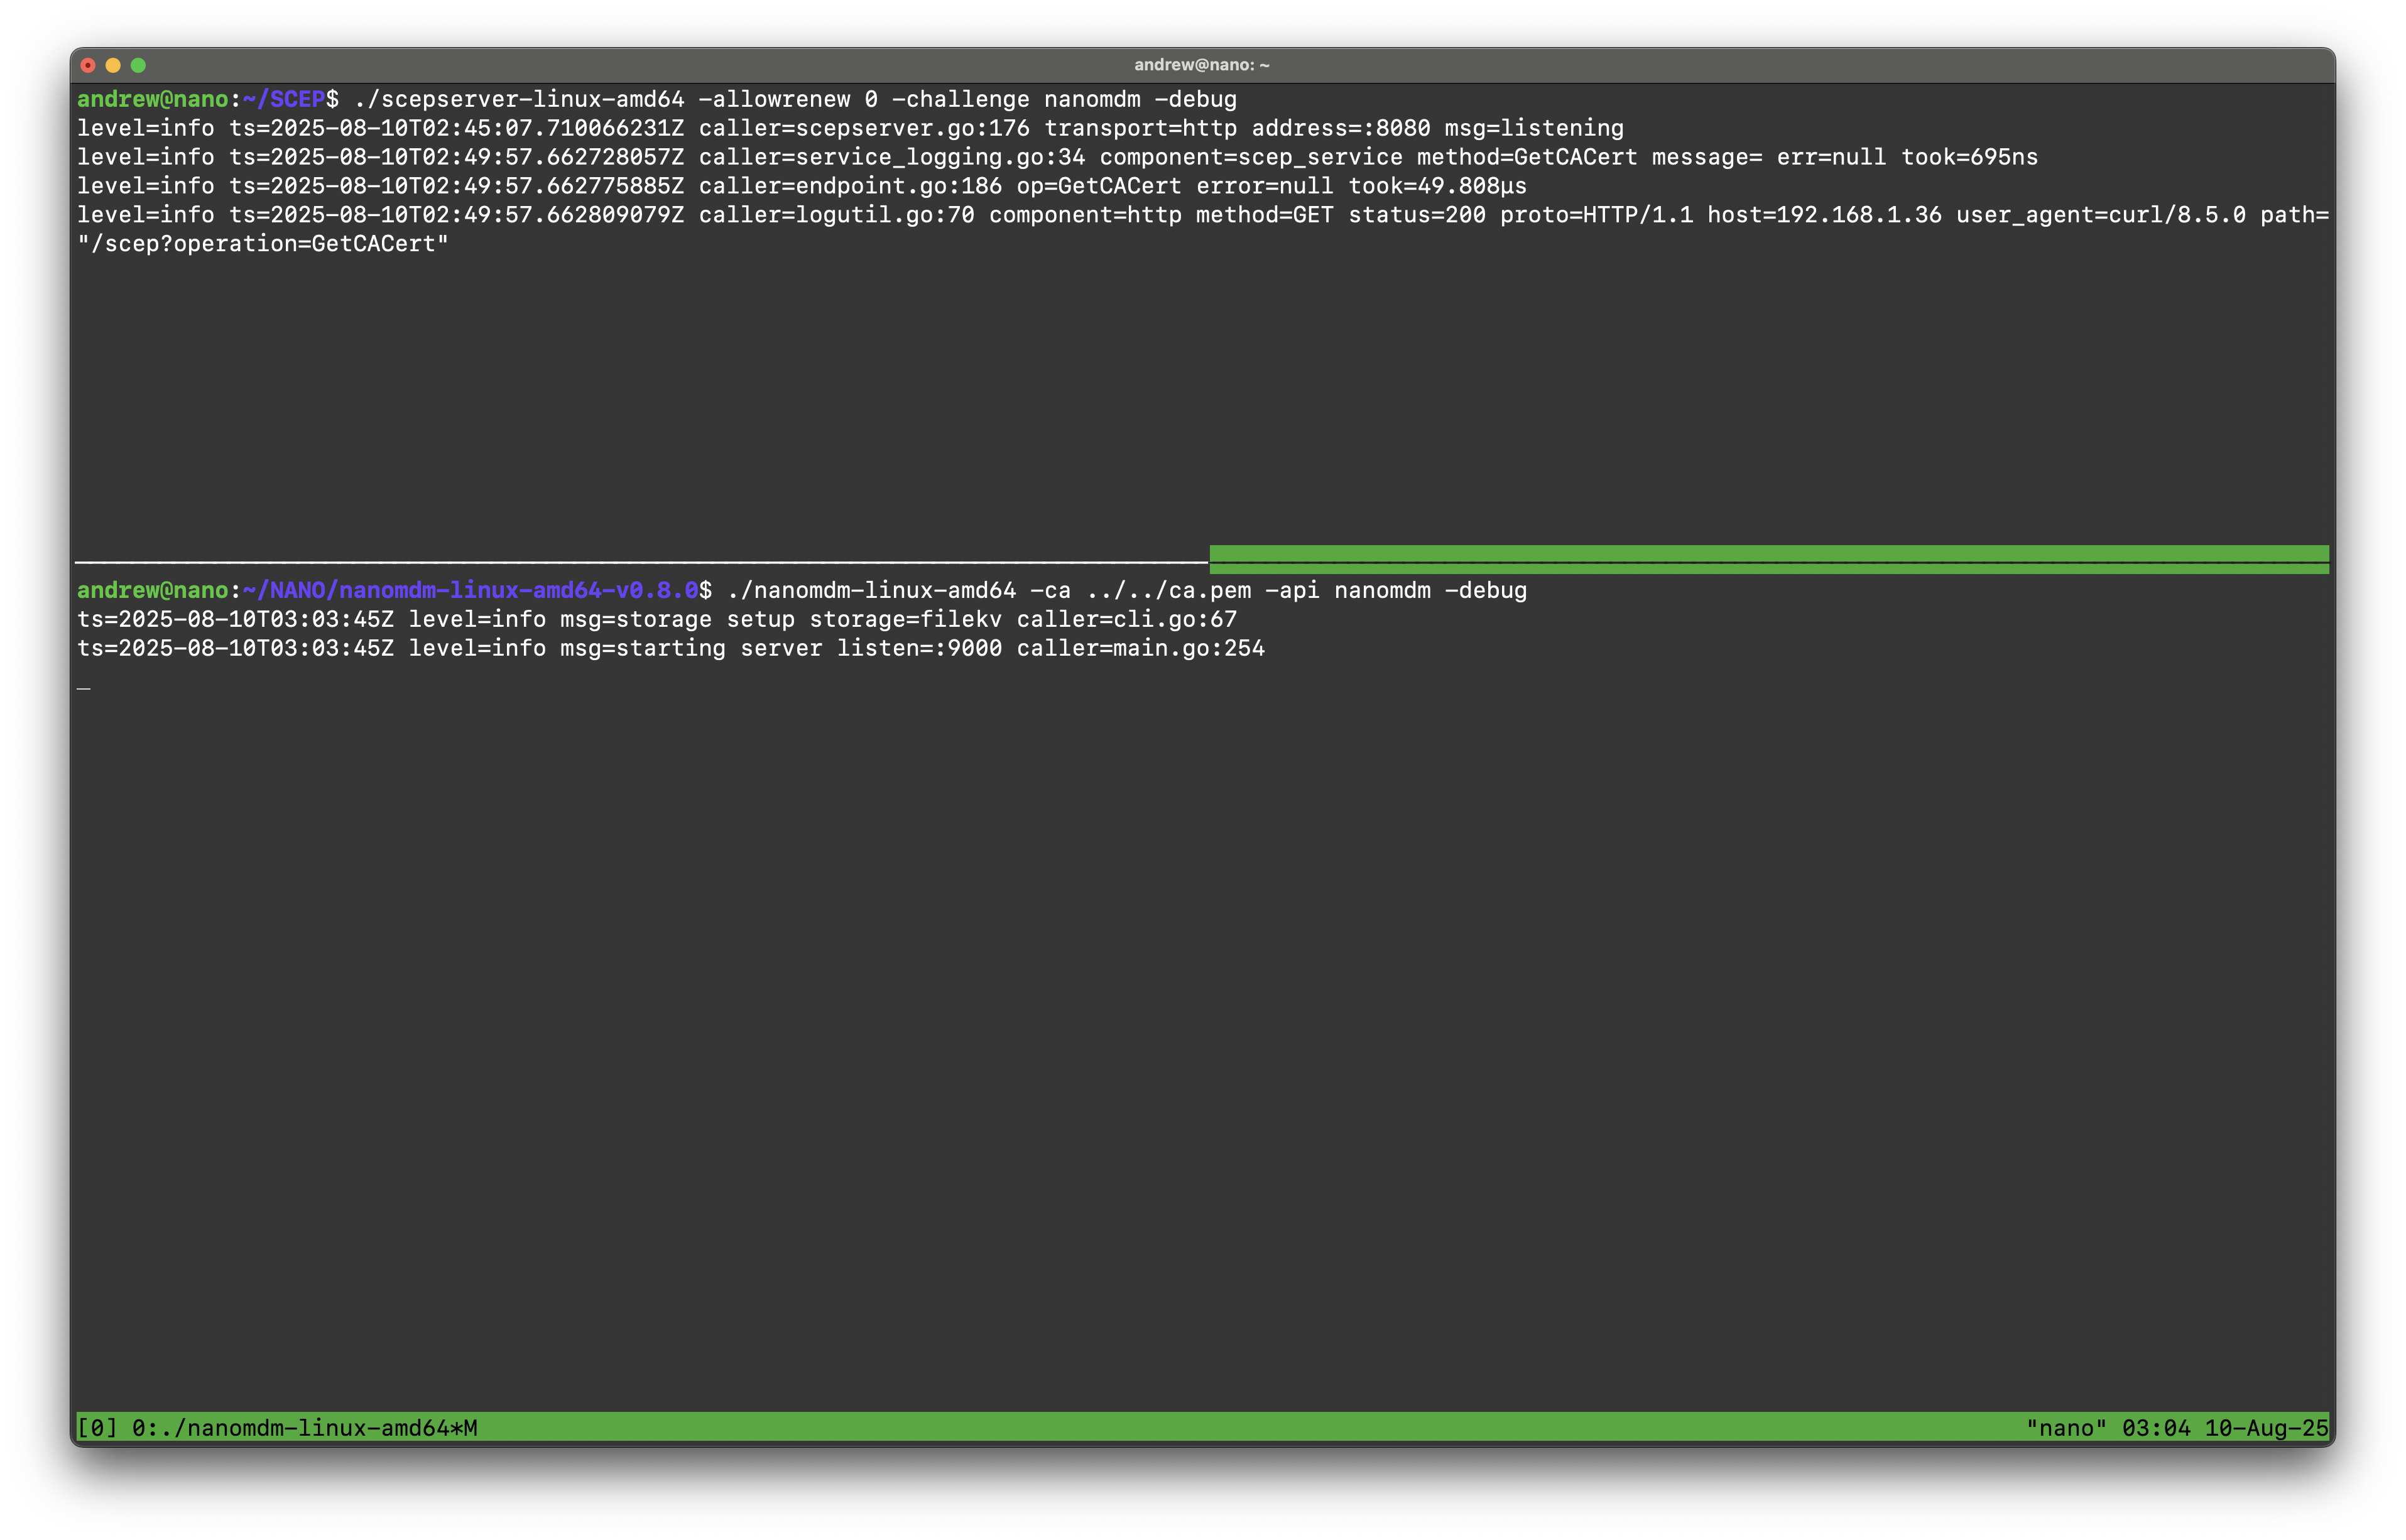 andrew@nano: ~
andrew@nano:~/SCEP$ ./scepserver-linux-amd64 -allowrenew 0 -challenge nanomdm -debug
level=info ts=2025-08-10T02:45:07.710066231Z caller=scepserver.go:176 transport=http address=:8080 msg=listening
level=info ts=2025-08-10T02:49:57.662728057Z caller=service_logging.go:34 component=scep_service method=GetCACert message= err=null took=695ns
level=info ts=2025-08-10T02:49:57.662775885Z caller=endpoint.go:186 op=GetCACert error=null took=49.808µs
level=info ts=2025-08-10T02:49:57.662809079Z caller=logutil.go:70 component=http method=GET status=200 proto=HTTP/1.1 host=192.168.1.36 user_agent=curl/8.5.0 path=
"/scep?operation=GetCACert"
andrew@nano:~/NANO/nanomdm-linux-amd64-v0.8.0$ ./nanomdm-linux-amd64 -ca ../../ca.pem -api nanomdm -debug
ts=2025-08-10T03:03:45Z level=info msg=storage setup storage=filekv caller=cli.go:67
ts=2025-08-10T03:03:45Z level=info msg=starting server listen=:9000 caller=main.go:254
[0] 0:./nanomdm-linux-amd64*M "nano" 03:04 10-Aug-25